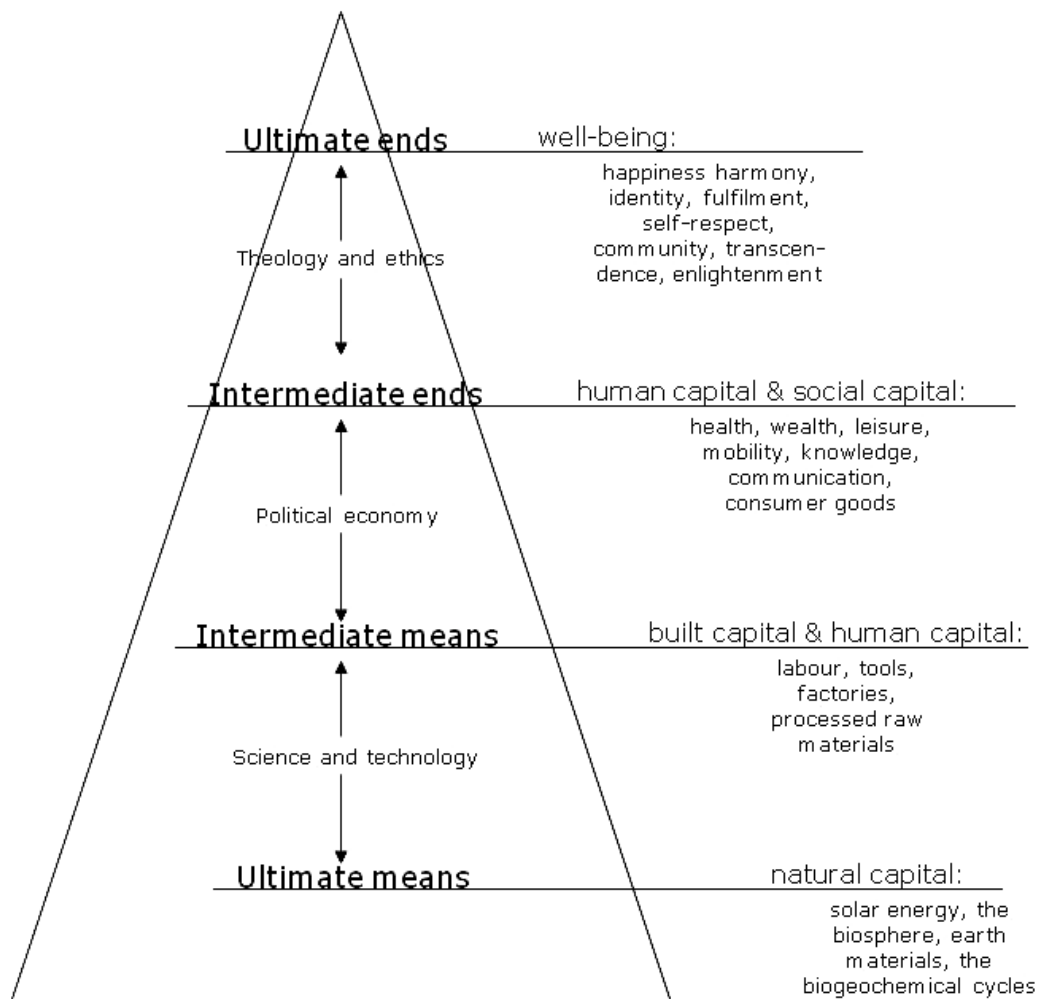 Ultimate ends
well-being:
happiness harmony,
identity, fulfilment,
self-respect,
community, transcen-
dence, enlightenment
Theology and ethics
Intermediate ends
human capital & social capital:
health, wealth, leisure,
mobility, knowledge,
communication,
consumer goods
Political economy
Intermediate means
built capital & human capital:
labour, tools,
factories,
processed raw
materials
Science and technology
Ultimate means
natural capital:
solar energy, the
biosphere, earth
materials, the
biogeochemical cycles